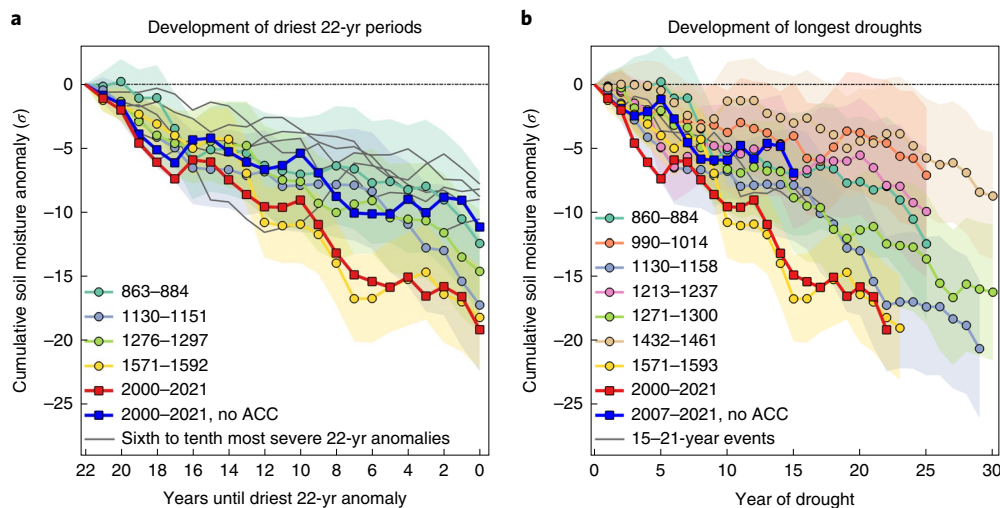 a
Development of driest 22-yr periods
Cumulative soil moisture anomaly (σ)
0
−5
−10
−15
−20
−25
863–884
1130–1151
1276–1297
1571–1592
2000–2021
2000–2021, no ACC
Sixth to tenth most severe 22-yr anomalies
22 20 18 16 14 12 10 8 6 4 2 0
Years until driest 22-yr anomaly
b
Development of longest droughts
Cumulative soil moisture anomaly (σ)
0
−5
−10
−15
−20
−25
860–884
990–1014
1130–1158
1213–1237
1271–1300
1432–1461
1571–1593
2000–2021
2007–2021, no ACC
15–21-year events
0 5 10 15 20 25 30
Year of drought